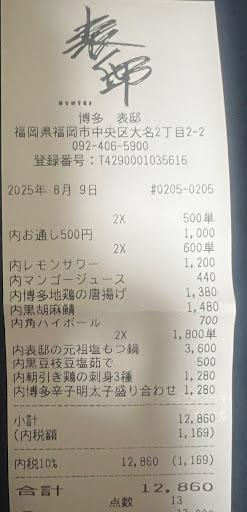 表邸
HYOTEI
博多　表邸
福岡県福岡市中央区大名2丁目2-2
092-406-5900
登録番号：T4290001035616
2025年 8月 9日 #0205-0205
2X 500単
内お通し500円 1,000
2X 600単
内レモンサワー 1,200
内マンゴージュース 440
内博多地鶏の唐揚げ 1,380
内黒胡麻鯖 1,480
内角ハイボール 700
2X 1,800単
内表邸の元祖塩もつ鍋 3,600
内黒豆枝豆塩茹で 500
内朝引き鶏の刺身3種 1,280
内博多辛子明太子盛り合わせ 1,280
小計 12,860
(内税額 1,169)
内税10% 12,860 (1,169)
合計 12,860
点数 13